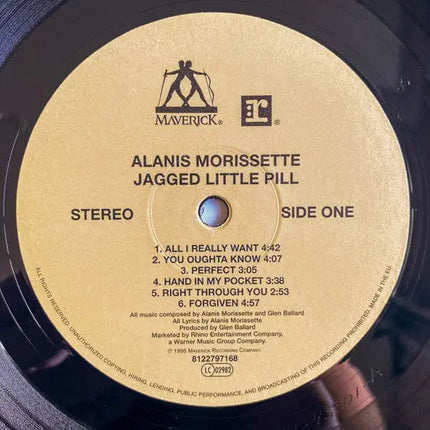 MAVERICK®
r®
ALANIS MORISSETTE
JAGGED LITTLE PILL
STEREO
SIDE ONE
1. ALL I REALLY WANT 4:42
2. YOU OUGHTA KNOW 4:07
3. PERFECT 3:05
4. HAND IN MY POCKET 3:38
5. RIGHT THROUGH YOU 2:53
6. FORGIVEN 4:57
All music composed by Alanis Morissette and Glen Ballard
All Lyrics by Alanis Morissette
Produced by Glen Ballard
Marketed by Rhino Entertainment Company,
a Warner Music Group Company.
© 1995 MAVERICK RECORDING COMPANY.
8122797168
LC 02982
ALL RIGHTS RESERVED. UNAUTHORIZED COPYING, HIRING, LENDING, PUBLIC PERFORMANCE, AND BROADCASTING OF THIS RECORDING PROHIBITED. MADE IN THE EU.